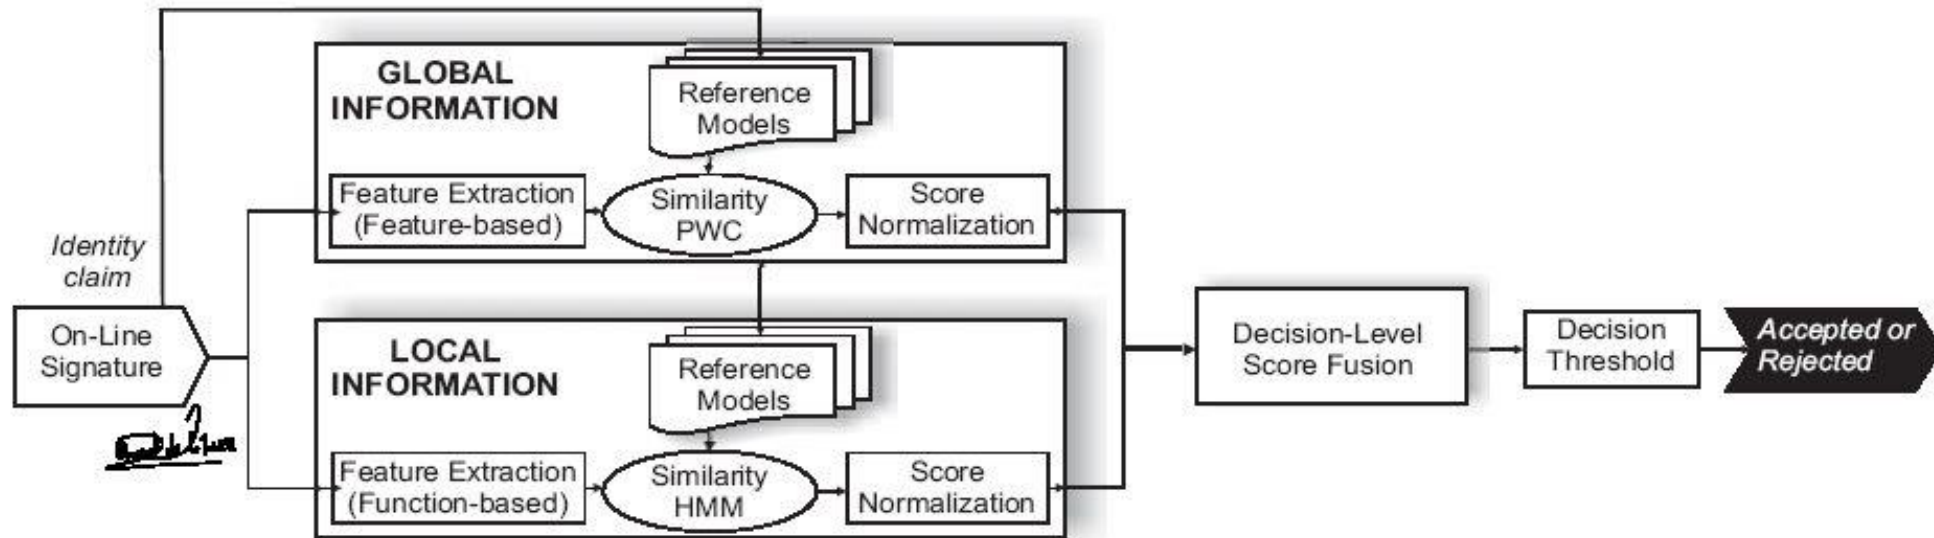 Identity
claim
On-Line
Signature
GLOBAL
INFORMATION
Reference
Models
Feature Extraction
(Feature-based)
Similarity
PWC
Score
Normalization
LOCAL
INFORMATION
Reference
Models
Feature Extraction
(Function-based)
Similarity
HMM
Score
Normalization
Decision-Level
Score Fusion
Decision
Threshold
Accepted or
Rejected